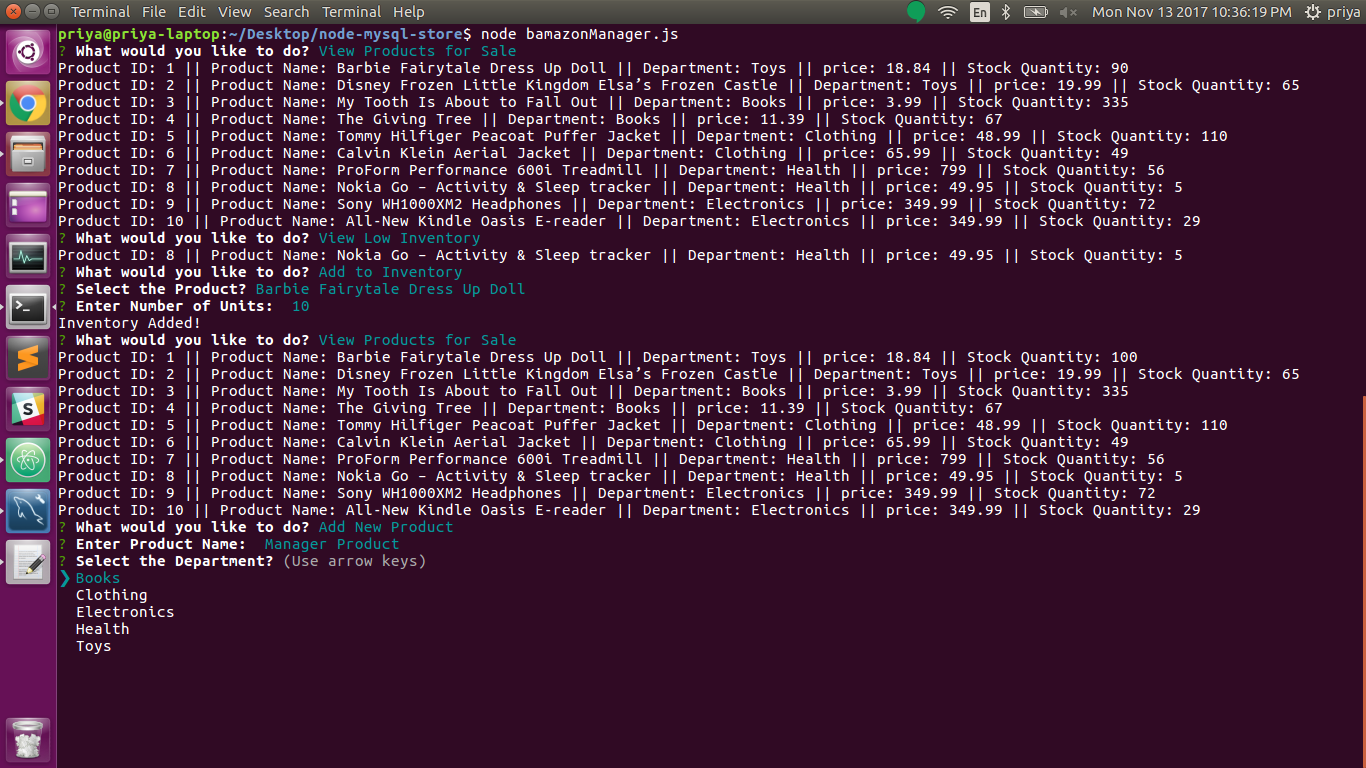 Terminal File Edit View Search Terminal Help En Mon Nov 13 2017 10:36:19 PM priya
priya@priya-laptop:~/Desktop/node-mysql-store$ node bamazonManager.js
? What would you like to do? View Products for Sale
Product ID: 1 || Product Name: Barbie Fairytale Dress Up Doll || Department: Toys || price: 18.84 || Stock Quantity: 90
Product ID: 2 || Product Name: Disney Frozen Little Kingdom Elsa’s Frozen Castle || Department: Toys || price: 19.99 || Stock Quantity: 65
Product ID: 3 || Product Name: My Tooth Is About to Fall Out || Department: Books || price: 3.99 || Stock Quantity: 335
Product ID: 4 || Product Name: The Giving Tree || Department: Books || price: 11.39 || Stock Quantity: 67
Product ID: 5 || Product Name: Tommy Hilfiger Peacoat Puffer Jacket || Department: Clothing || price: 48.99 || Stock Quantity: 110
Product ID: 6 || Product Name: Calvin Klein Aerial Jacket || Department: Clothing || price: 65.99 || Stock Quantity: 49
Product ID: 7 || Product Name: ProForm Performance 600i Treadmill || Department: Health || price: 799 || Stock Quantity: 56
Product ID: 8 || Product Name: Nokia Go – Activity & Sleep tracker || Department: Health || price: 49.95 || Stock Quantity: 5
Product ID: 9 || Product Name: Sony WH1000XM2 Headphones || Department: Electronics || price: 349.99 || Stock Quantity: 72
Product ID: 10 || Product Name: All-New Kindle Oasis E-reader || Department: Electronics || price: 349.99 || Stock Quantity: 29
? What would you like to do? View Low Inventory
Product ID: 8 || Product Name: Nokia Go – Activity & Sleep tracker || Department: Health || price: 49.95 || Stock Quantity: 5
? What would you like to do? Add to Inventory
? Select the Product? Barbie Fairytale Dress Up Doll
? Enter Number of Units: 10
Inventory Added!
? What would you like to do? View Products for Sale
Product ID: 1 || Product Name: Barbie Fairytale Dress Up Doll || Department: Toys || price: 18.84 || Stock Quantity: 100
Product ID: 2 || Product Name: Disney Frozen Little Kingdom Elsa’s Frozen Castle || Department: Toys || price: 19.99 || Stock Quantity: 65
Product ID: 3 || Product Name: My Tooth Is About to Fall Out || Department: Books || price: 3.99 || Stock Quantity: 335
Product ID: 4 || Product Name: The Giving Tree || Department: Books || price: 11.39 || Stock Quantity: 67
Product ID: 5 || Product Name: Tommy Hilfiger Peacoat Puffer Jacket || Department: Clothing || price: 48.99 || Stock Quantity: 110
Product ID: 6 || Product Name: Calvin Klein Aerial Jacket || Department: Clothing || price: 65.99 || Stock Quantity: 49
Product ID: 7 || Product Name: ProForm Performance 600i Treadmill || Department: Health || price: 799 || Stock Quantity: 56
Product ID: 8 || Product Name: Nokia Go – Activity & Sleep tracker || Department: Health || price: 49.95 || Stock Quantity: 5
Product ID: 9 || Product Name: Sony WH1000XM2 Headphones || Department: Electronics || price: 349.99 || Stock Quantity: 72
Product ID: 10 || Product Name: All-New Kindle Oasis E-reader || Department: Electronics || price: 349.99 || Stock Quantity: 29
? What would you like to do? Add New Product
? Enter Product Name: Manager Product
? Select the Department? (Use arrow keys)
❯ Books
Clothing
Electronics
Health
Toys